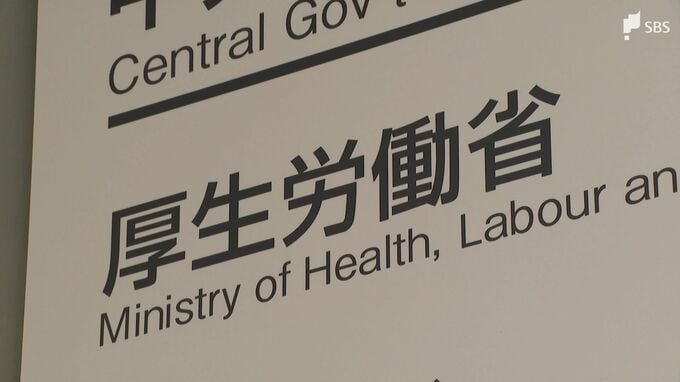 SBS
Central Gov't
厚生労働省
Ministry of Health, Labour an